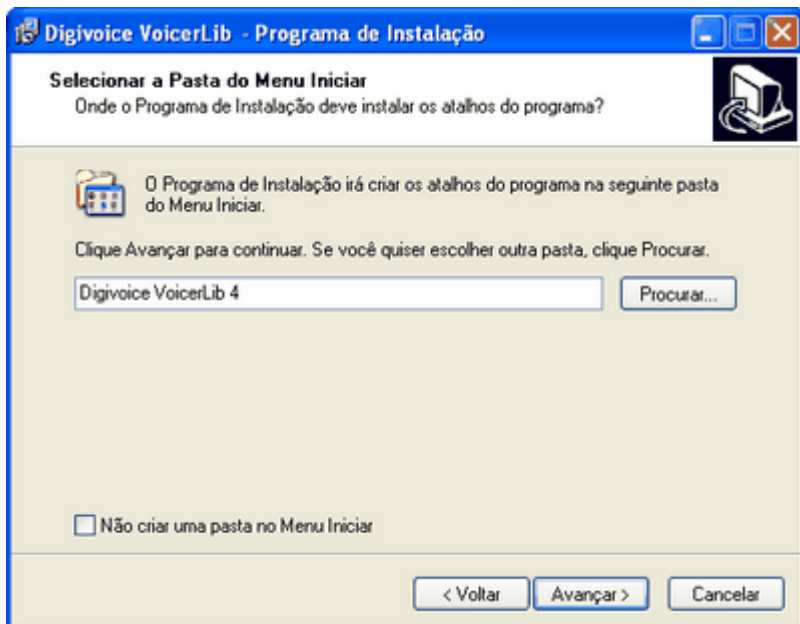 Digivoice VoicerLib - Programa de Instalação
Selecionar a Pasta do Menu Iniciar
Onde o Programa de Instalação deve instalar os atalhos do programa?
O Programa de Instalação irá criar os atalhos do programa na seguinte pasta
do Menu Iniciar.
Clique Avançar para continuar. Se você quiser escolher outra pasta, clique Procurar.
Digivoice VoicerLib 4
Procurar...
Não criar uma pasta no Menu Iniciar
< Voltar
Avançar >
Cancelar